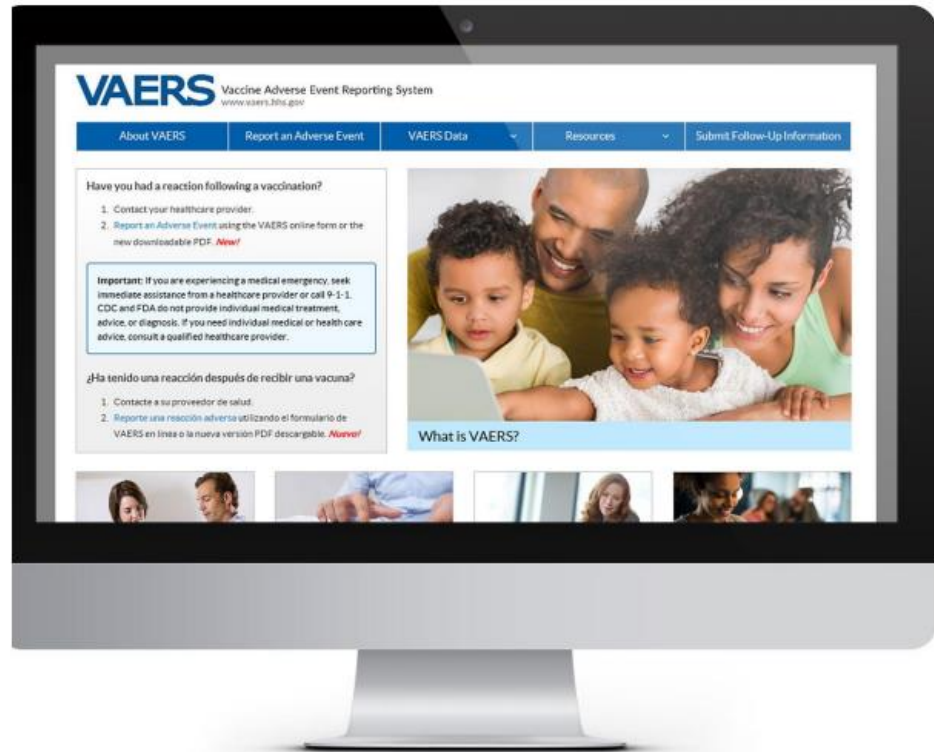 VAERS Vaccine Adverse Event Reporting System
www.vaers.hhs.gov
About VAERS Report an Adverse Event VAERS Data Resources Submit Follow-Up Information
Have you had a reaction following a vaccination?
1. Contact your healthcare provider.
2. Report an Adverse Event using the VAERS online form or the
new downloadable PDF. New!
Important: If you are experiencing a medical emergency, seek
immediate assistance from a healthcare provider or call 9-1-1.
CDC and FDA do not provide individual medical treatment,
advice, or diagnosis. If you need individual medical or health care
advice, consult a qualified healthcare provider.
¿Ha tenido una reacción después de recibir una vacuna?
1. Contacte a su proveedor de salud.
2. Reporte una reacción adversa utilizando el formulario de
VAERS en línea o la nueva versión PDF descargable. Nuevo!
What is VAERS?